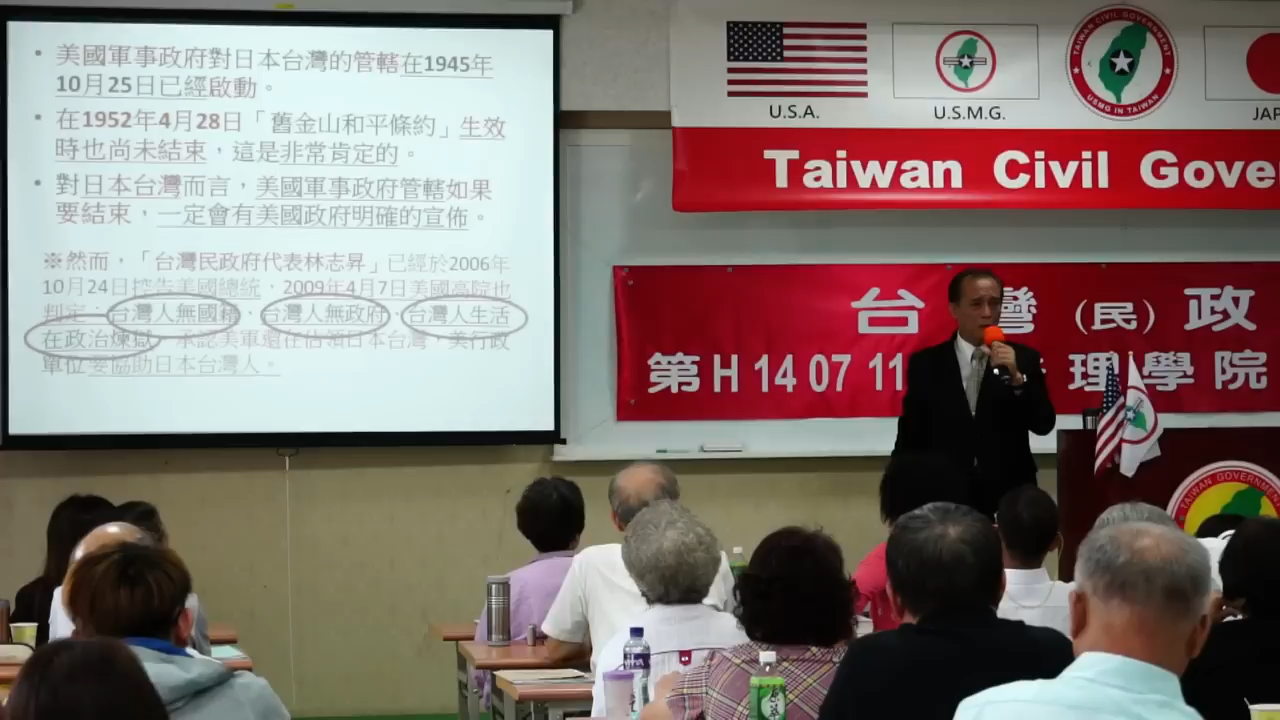 • 美國軍事政府對日本台灣的管轄在1945年
10月25日已經啟動。
• 在1952年4月28日「舊金山和平條約」生效
時也尚未結束，這是非常肯定的。
• 對日本台灣而言，美國軍事政府管轄如果
要結束，一定會有美國政府明確的宣佈。
※然而，「台灣民政府代表林志昇」已經於2006年
10月24日控告美國總統，2009年4月7日美國高院也
判定：台灣人無國籍、台灣人無政府、台灣人生活
在政治煉獄，承認美軍還在佔領日本台灣，美行政
單位要協助日本台灣人。
U.S.A.
U.S.M.G.
TAIWAN CIVIL GOVERNMENT
USMG IN TAIWAN
JAP
Taiwan Civil Gove
台灣(民)政
第H 14 07 11
理學院
TAIWAN GOVERNMENT